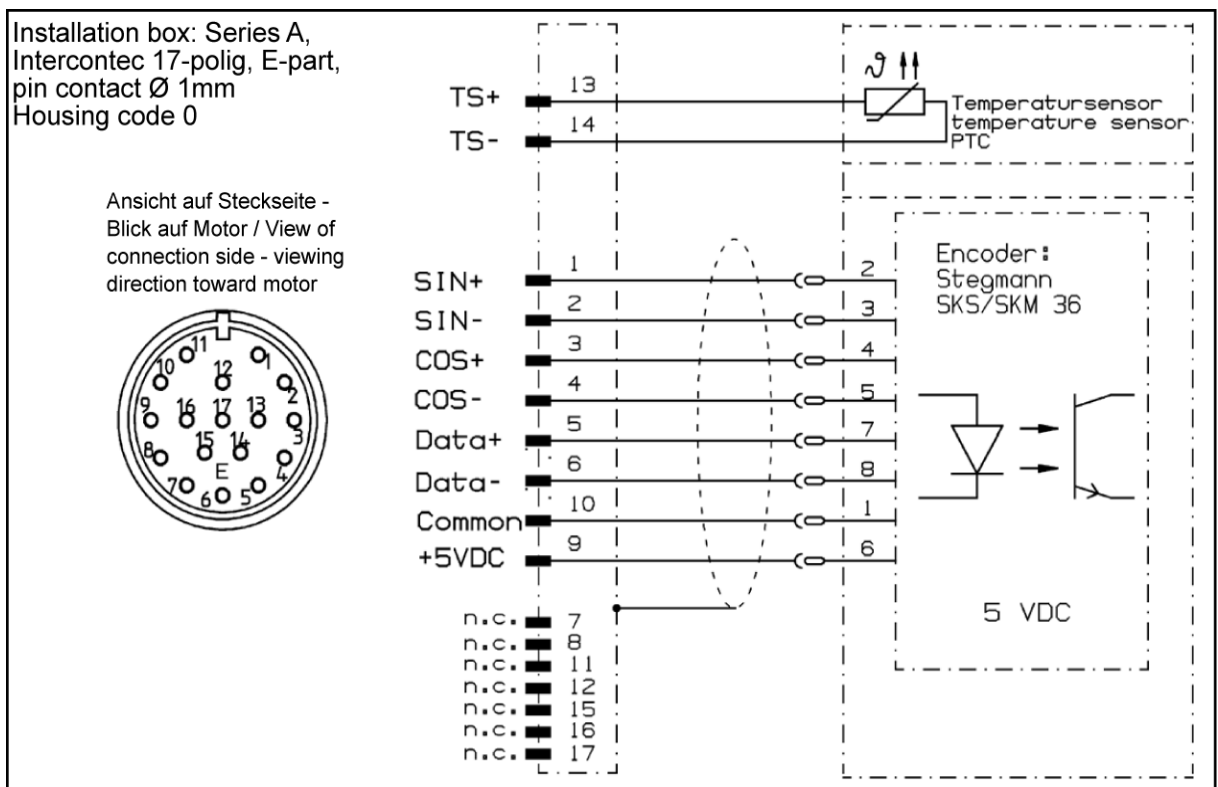 Installation box: Series A,
Intercontec 17-polig, E-part,
pin contact Ø 1mm
Housing code 0
Ansicht auf Steckseite -
Blick auf Motor / View of
connection side - viewing
direction toward motor
11
1
10
12
2
9
16
17
13
3
8
15
14
4
E
7
6
5
TS+ 13
TS- 14
ϑ
Temperatursensor
temperature sensor
PTC
SIN+ 1 2
SIN- 2 3
COS+ 3 4
COS- 4 5
Data+ 5 7
Data- 6 8
Common 10 1
+5VDC 9 6
n.c. 7
n.c. 8
n.c. 11
n.c. 12
n.c. 15
n.c. 16
n.c. 17
Encoder:
Stegmann
SKS/SKM 36
5 VDC